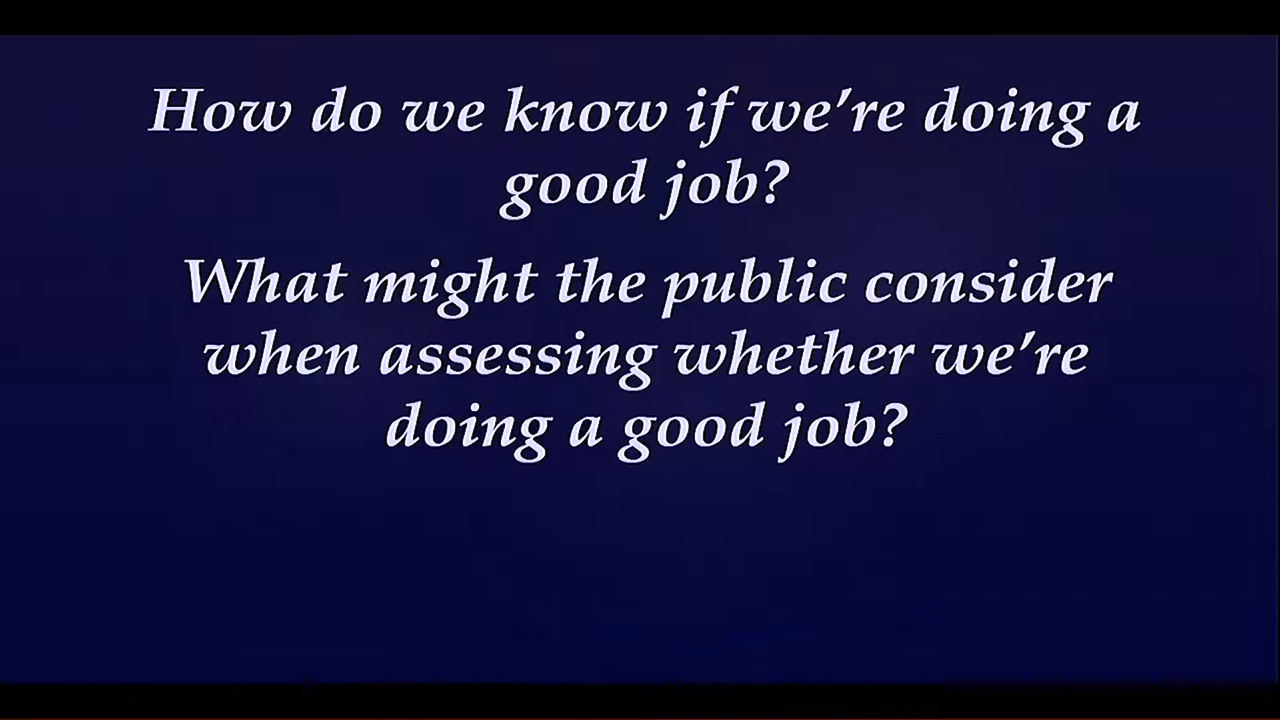 How do we know if we’re doing a
good job?
What might the public consider
when assessing whether we’re
doing a good job?